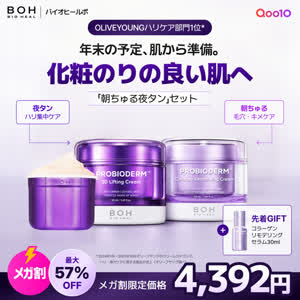 BOH
BIO HEAL
バイオヒールボ
Qoo10
OLIVEYOUNGハリケア部門1位*
年末の予定、肌から準備。
化粧のりの良い肌へ
「朝ちゅる夜タン」セット
夜タン
ハリ集中ケア
朝ちゅる
毛穴・キメケア
PROBIODERM™
3D Lifting Cream
BOH
BIO HEAL
PROBIODERM
BOH
BIO HEAL
+
先着GIFT
コラーゲン
リモデリング
セラム30ml
メガ割
最大
57%
OFF
メガ割限定価格
4,392円